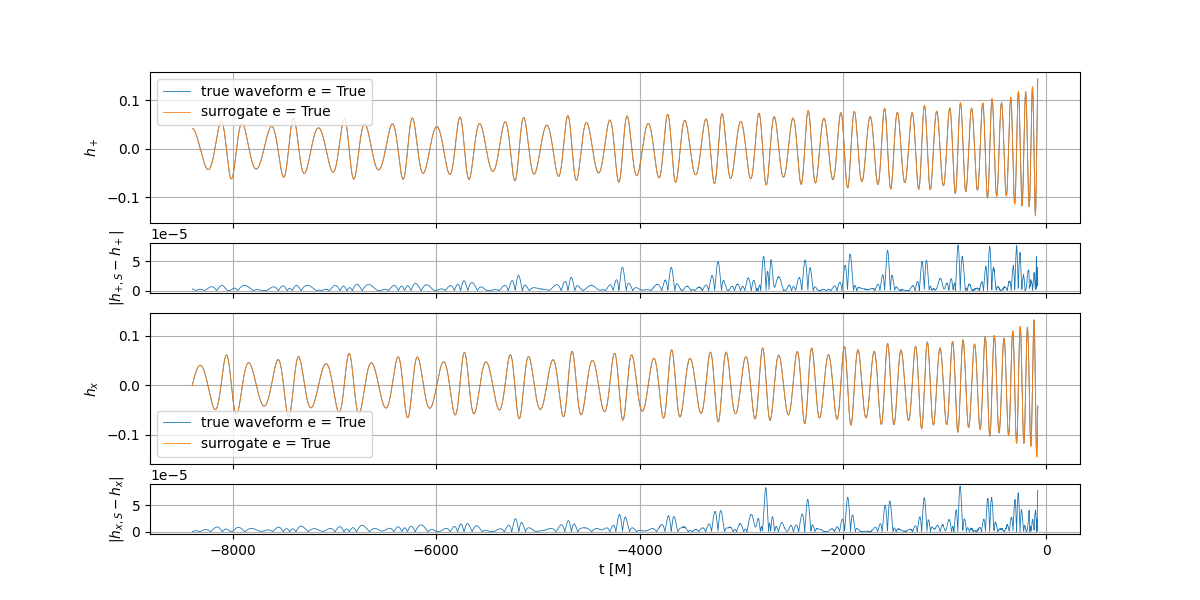 true waveform e = True
surrogate e = True
0.1
0.0
−0.1
h₊
1e−5
5
0
|h₊,S − h₊|
0.1
0.0
−0.1
hₓ
true waveform e = True
surrogate e = True
1e−5
5
0
|hₓ,S − hₓ|
−8000 −6000 −4000 −2000 0
t [M]